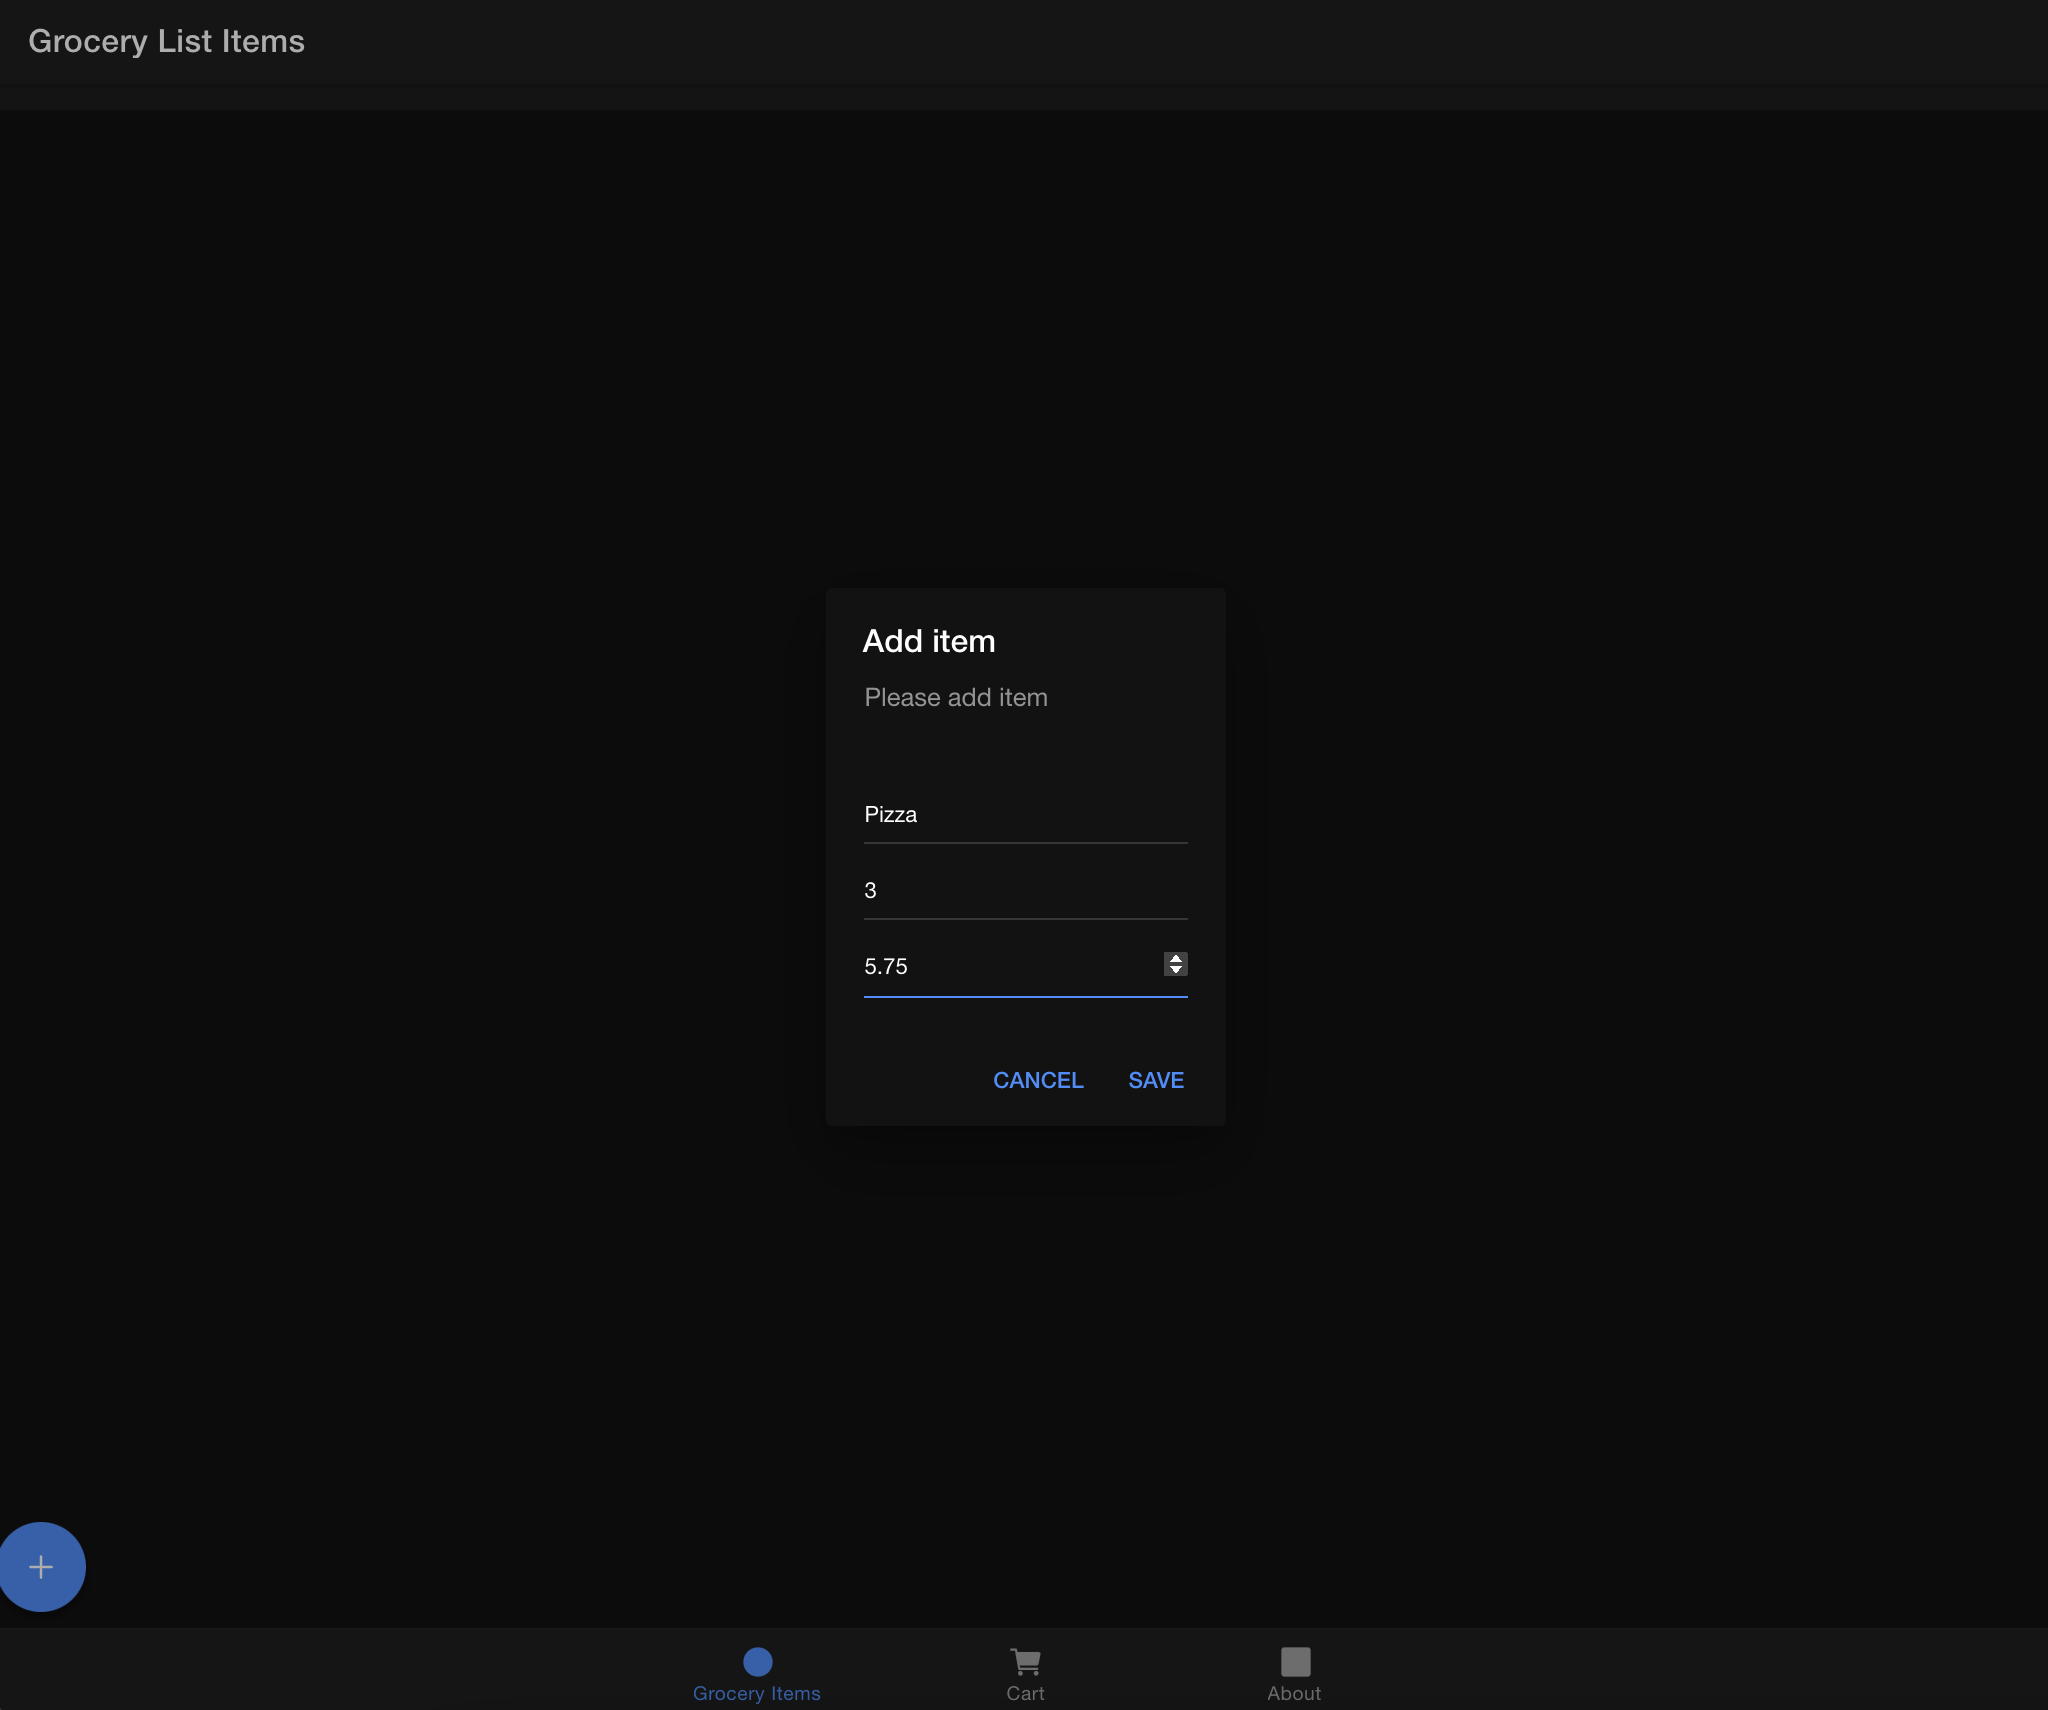 Grocery List Items
Add item
Please add item
Pizza
3
5.75
CANCEL SAVE
Grocery Items Cart About